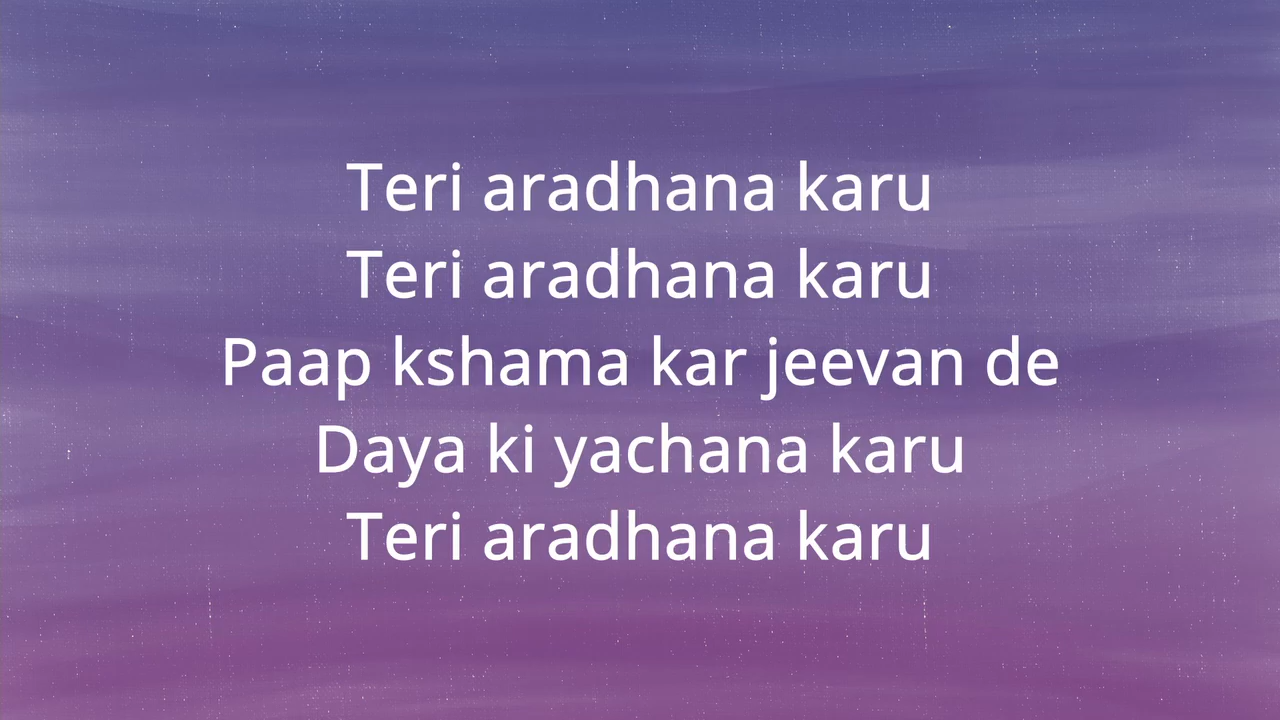 Teri aradhana karu
Teri aradhana karu
Paap kshama kar jeevan de
Daya ki yachana karu
Teri aradhana karu